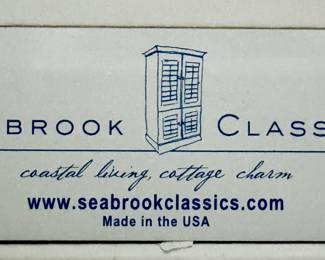 BROOK CLASS
coastal living, cottage charm
www.seabrookclassics.com
Made in the USA